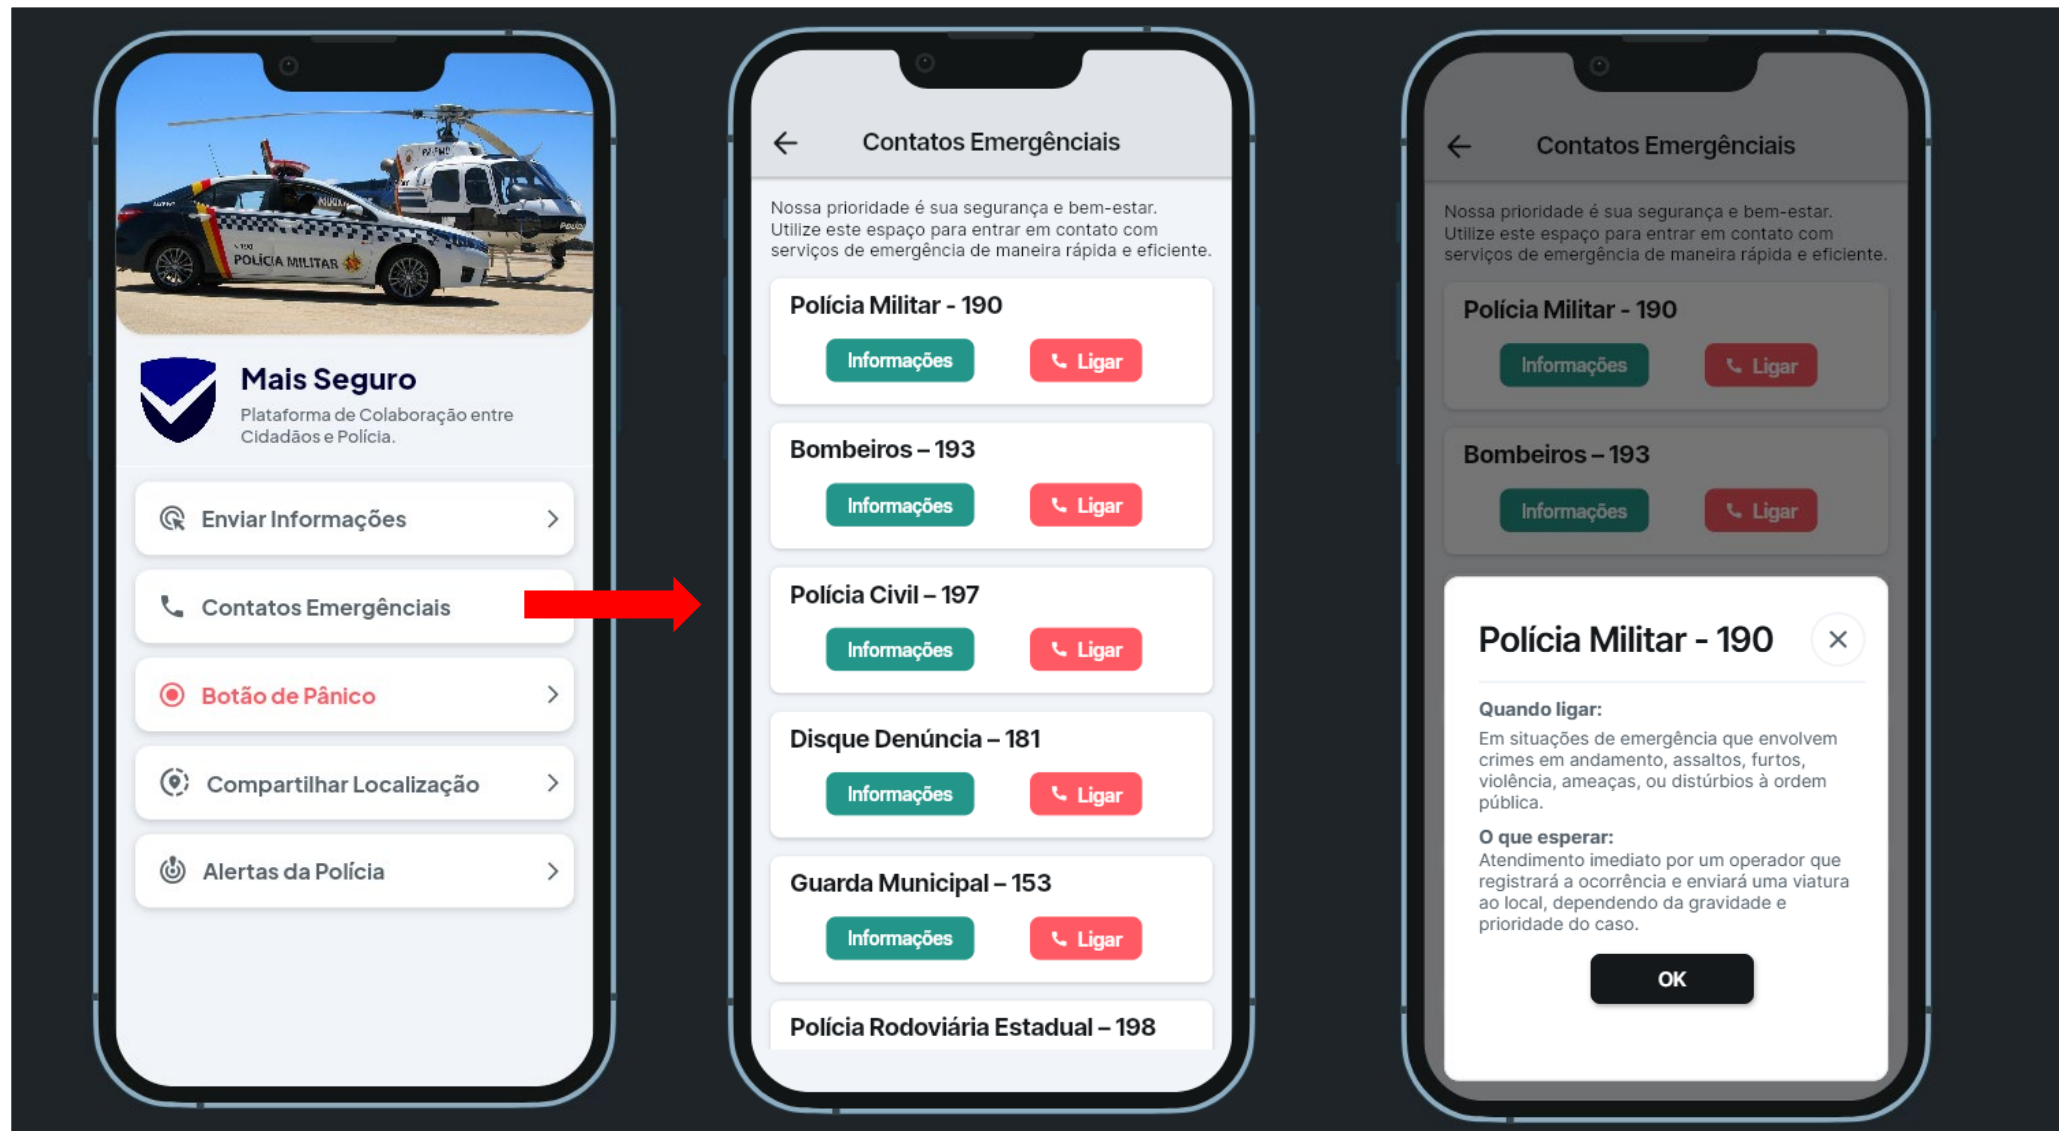 POLÍCIA MILITAR
Mais Seguro
Plataforma de Colaboração entre
Cidadãos e Polícia.
Enviar Informações
Contatos Emergênciais
Botão de Pânico
Compartilhar Localização
Alertas da Polícia
Contatos Emergênciais
Nossa prioridade é sua segurança e bem-estar.
Utilize este espaço para entrar em contato com
serviços de emergência de maneira rápida e eficiente.
Polícia Militar - 190
Informações
Ligar
Bombeiros – 193
Informações
Ligar
Polícia Civil – 197
Informações
Ligar
Disque Denúncia – 181
Informações
Ligar
Guarda Municipal – 153
Informações
Ligar
Polícia Rodoviária Estadual – 198
Contatos Emergênciais
Nossa prioridade é sua segurança e bem-estar.
Utilize este espaço para entrar em contato com
serviços de emergência de maneira rápida e eficiente.
Polícia Militar - 190
Informações
Ligar
Bombeiros – 193
Informações
Ligar
Polícia Militar - 190
Quando ligar:
Em situações de emergência que envolvem
crimes em andamento, assaltos, furtos,
violência, ameaças, ou distúrbios à ordem
pública.
O que esperar:
Atendimento imediato por um operador que
registrará a ocorrência e enviará uma viatura
ao local, dependendo da gravidade e
prioridade do caso.
OK